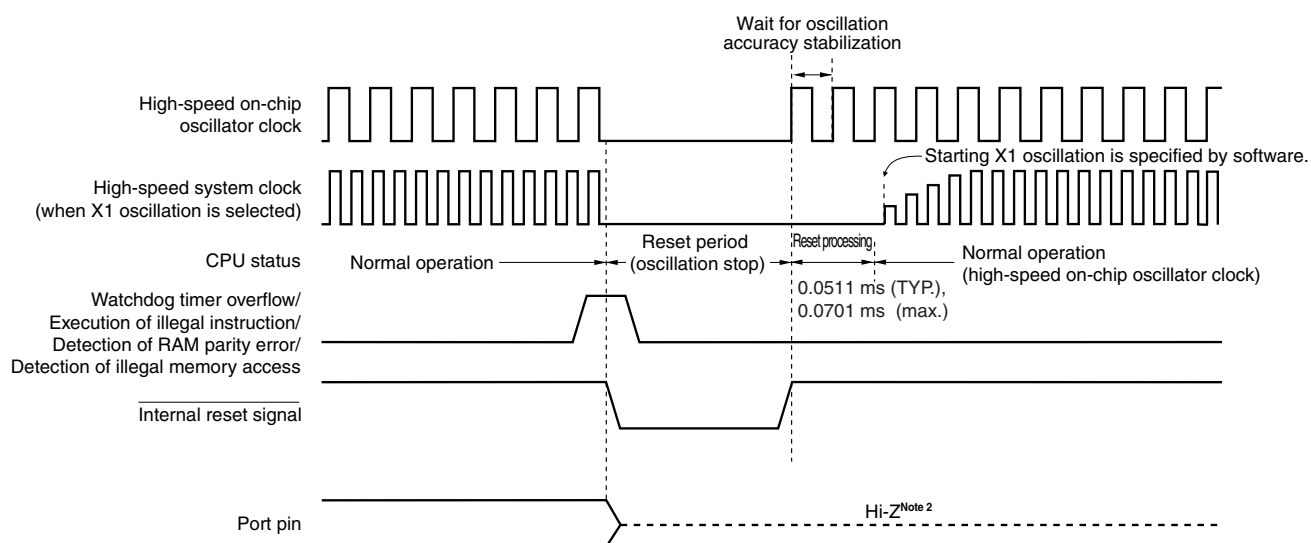 Wait for oscillation
accuracy stabilization
High-speed on-chip
oscillator clock
Starting X1 oscillation is specified by software.
High-speed system clock
(when X1 oscillation is selected)
CPU status
Normal operation
Reset period
(oscillation stop)
Reset processing
Normal operation
(high-speed on-chip oscillator clock)
0.0511 ms (TYP.),
0.0701 ms (max.)
Watchdog timer overflow/
Execution of illegal instruction/
Detection of RAM parity error/
Detection of illegal memory access
Internal reset signal
Port pin
Hi-ZNote 2